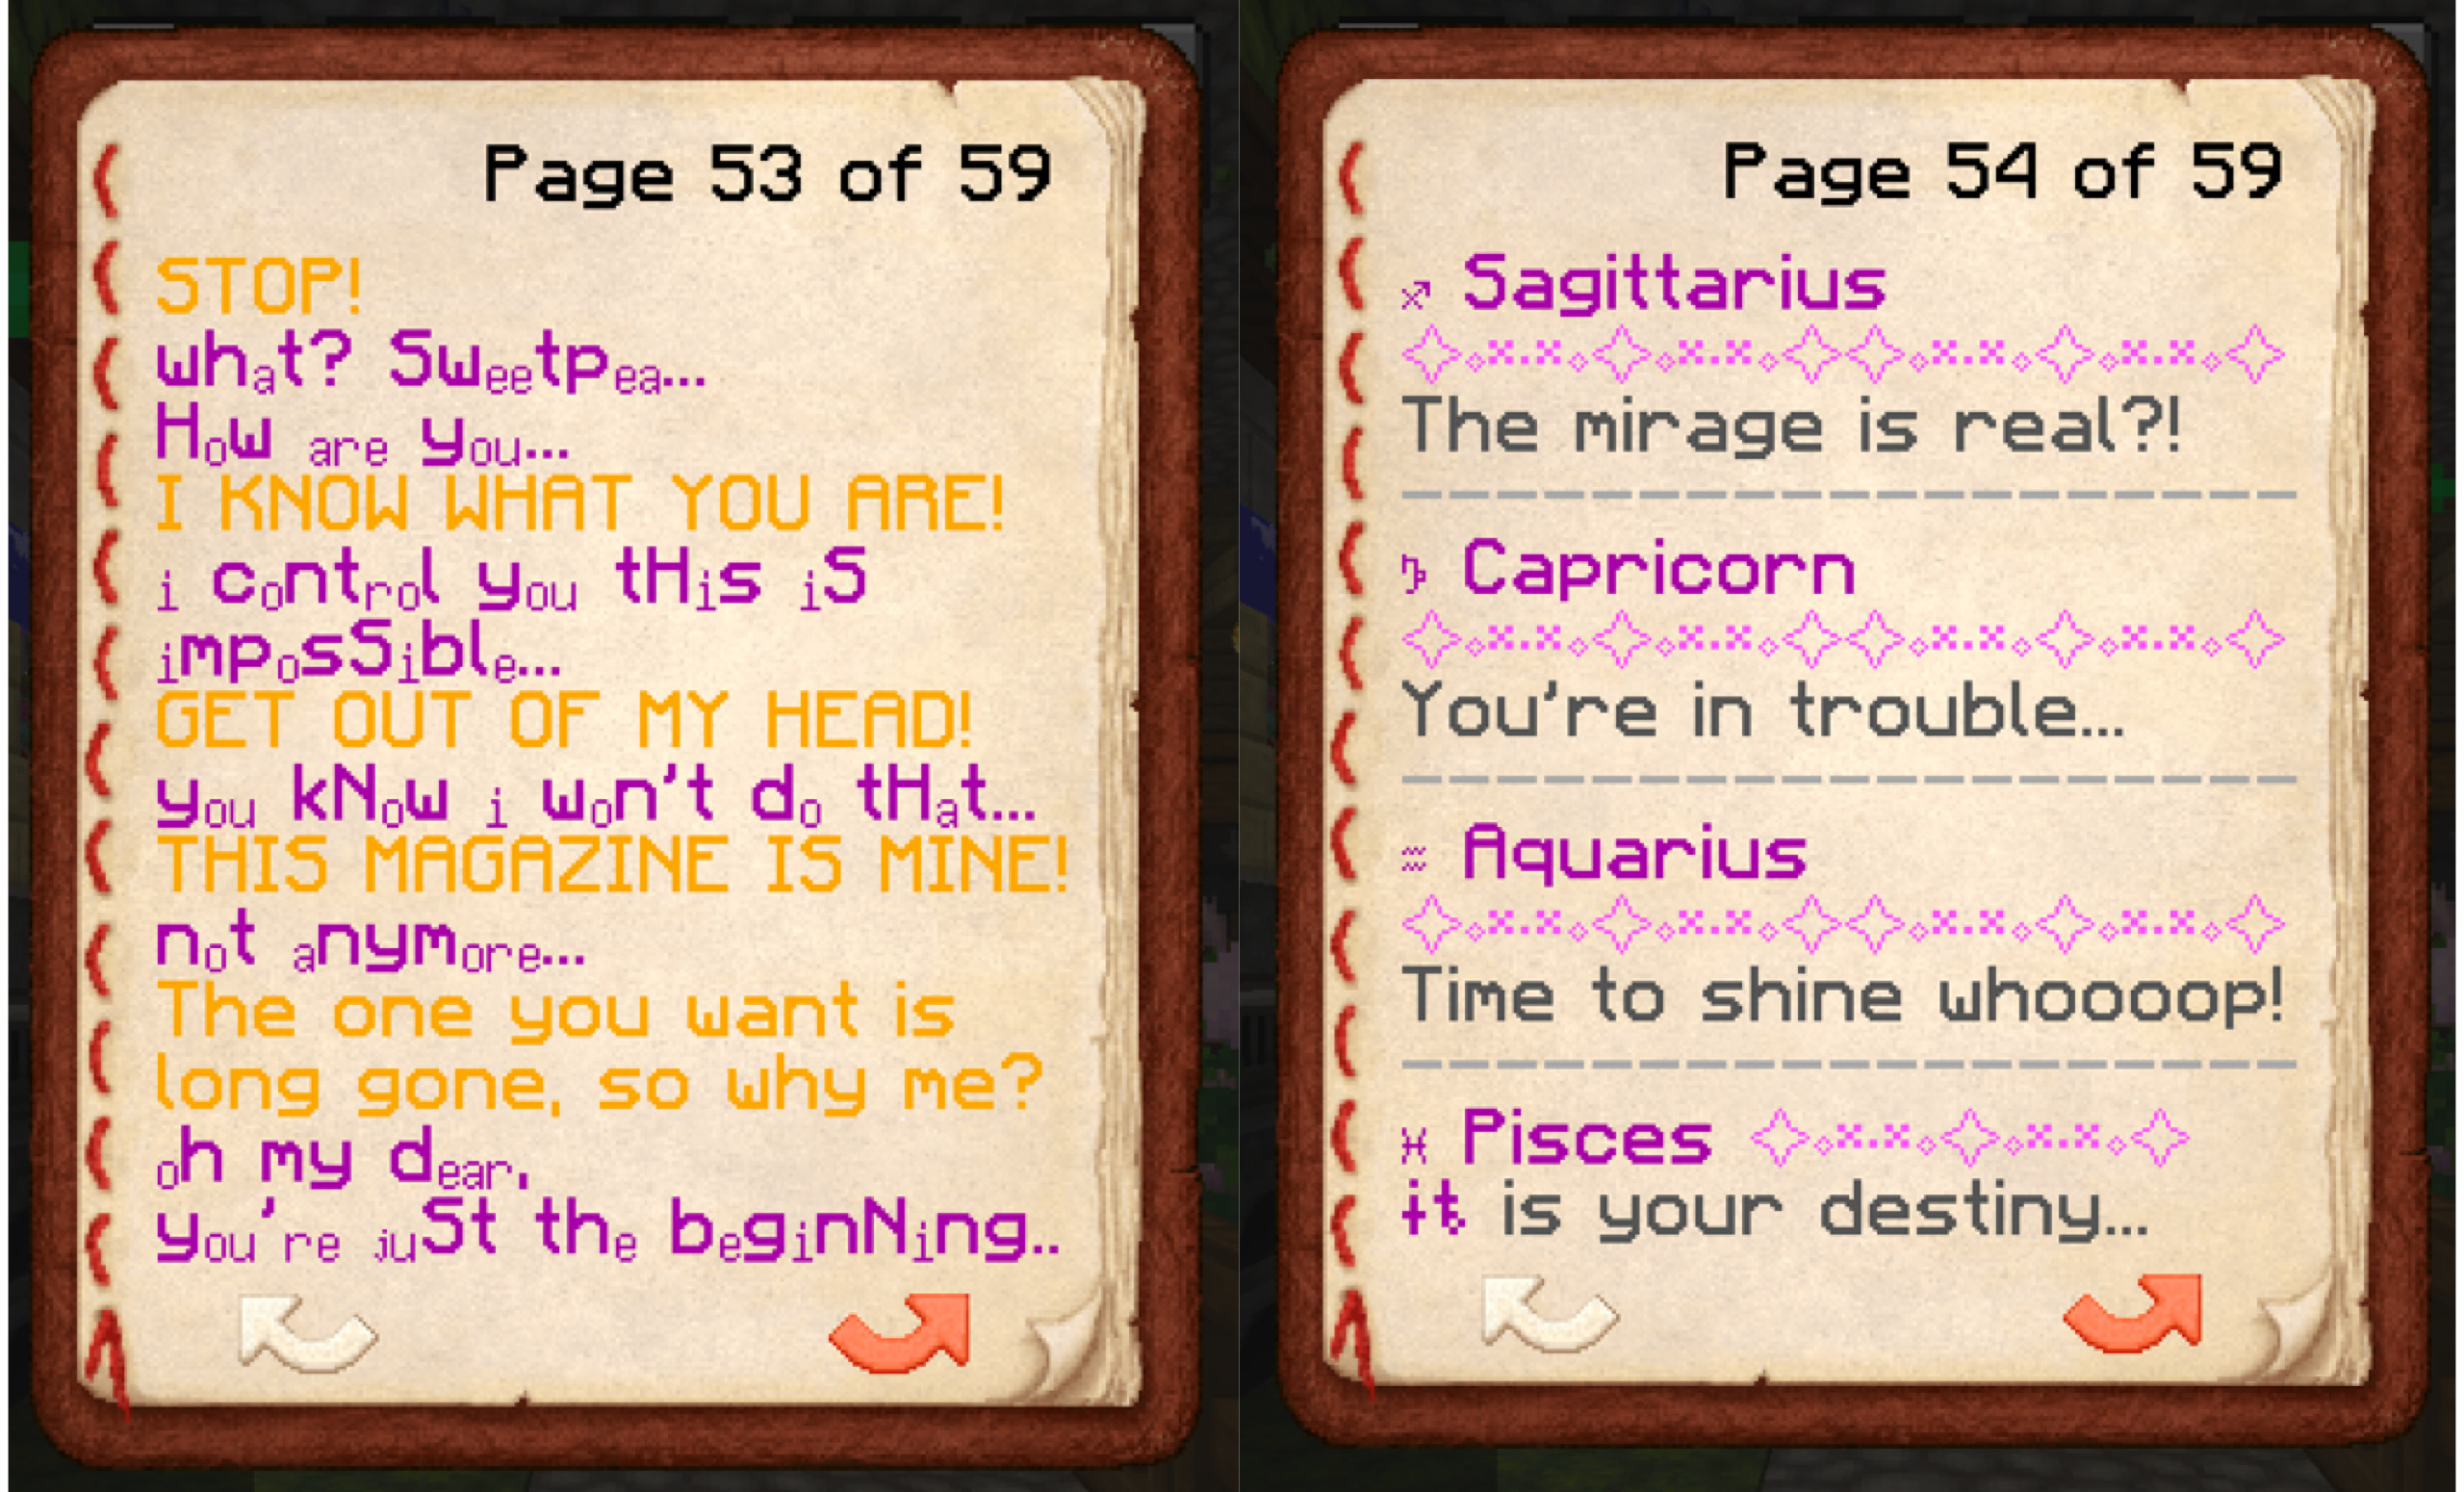 Page 53 of 59
STOP!
whₐt? Swₑₑtpₑₐ...
Hₒw ₐᵣₑ yₒᵤ...
I KNOW WHAT YOU ARE!
ᵢ cₒntᵣₒl yₒᵤ tHᵢs ᵢS
ᵢmpₒsSᵢblₑ...
GET OUT OF MY HEAD!
yₒᵤ kNₒw ᵢ wₒn't dₒ tHₐt...
THIS MAGAZINE IS MINE!
nₒt ₐnymₒᵣₑ...
The one you want is
long gone, so why me?
ₒh my dₑₐᵣ,
yₒᵤ'ᵣₑ ⱼᵤSt thₑ bₑgᵢnNᵢng..
Page 54 of 59
♐ Sagittarius
The mirage is real?!
♑ Capricorn
You're in trouble...
♒ Aquarius
Time to shine whoooop!
♓ Pisces
it is your destiny...